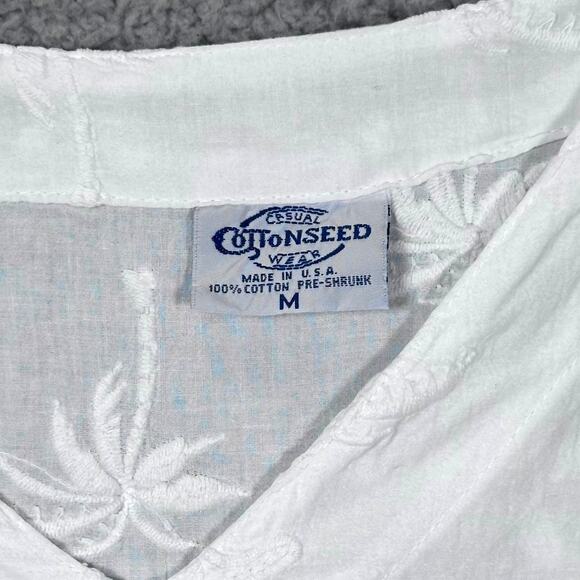 CASUAL
COTTONSEED
WEAR
MADE IN U.S.A.
100% COTTON PRE-SHRUNK
M